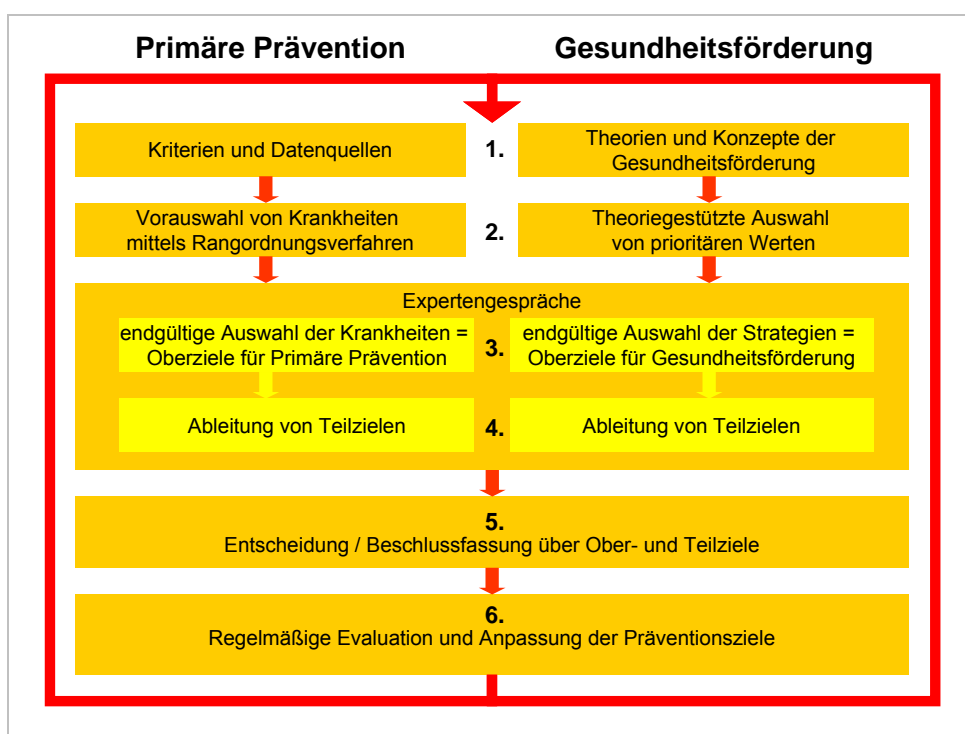 Primäre Prävention
Gesundheitsförderung
Kriterien und Datenquellen
1.
Theorien und Konzepte der
Gesundheitsförderung
Vorauswahl von Krankheiten
mittels Rangordnungsverfahren
2.
Theoriegestützte Auswahl
von prioritären Werten
Expertengespräche
endgültige Auswahl der Krankheiten =
Oberziele für Primäre Prävention
3.
endgültige Auswahl der Strategien =
Oberziele für Gesundheitsförderung
Ableitung von Teilzielen
4.
Ableitung von Teilzielen
5.
Entscheidung / Beschlussfassung über Ober- und Teilziele
6.
Regelmäßige Evaluation und Anpassung der Präventionsziele